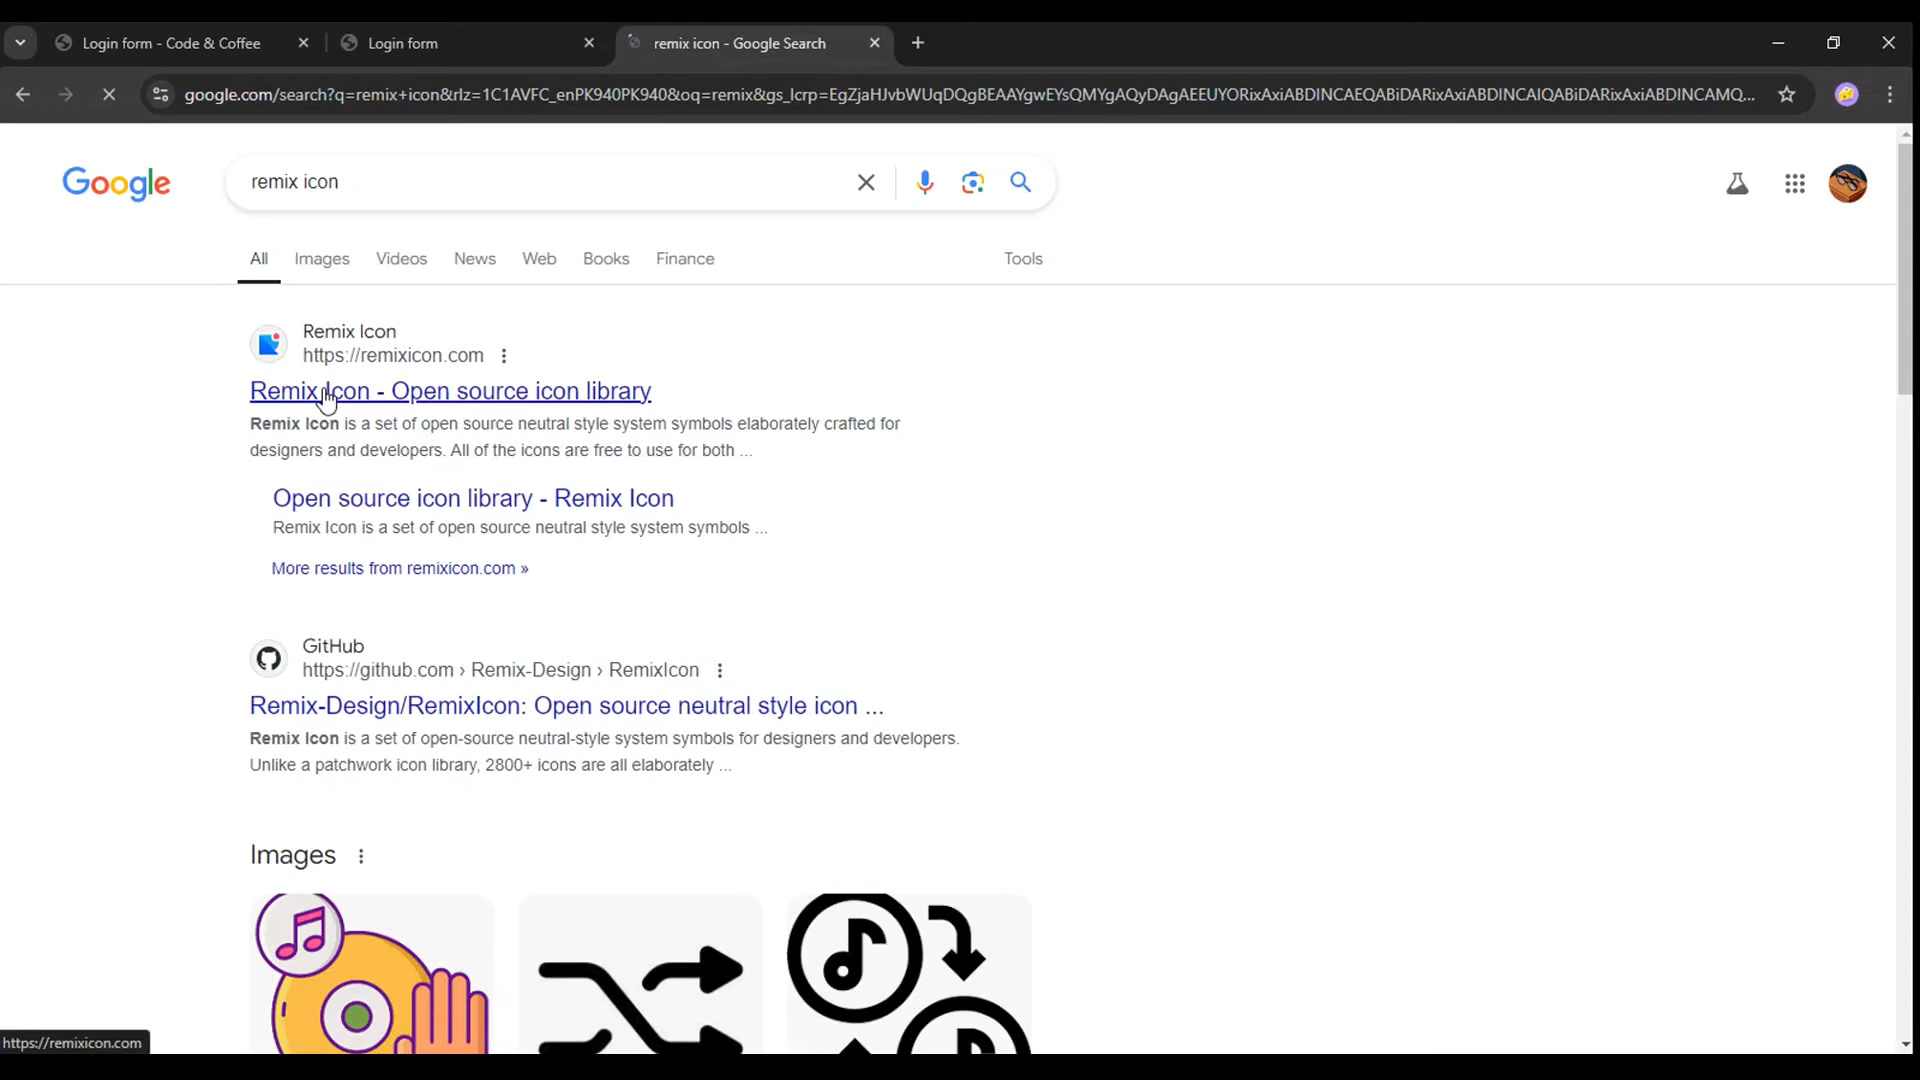 Login form - Code & Coffee
Login form
remix icon - Google Search
google.com/search?q=remix+icon&rlz=1C1AVFC_enPK940PK940&oq=remix&gs_lcrp=EgZjaHJvbWUqDQgBEAAYgwEYsQMYgAQyDAgAEEUYORixAxiABDINCAEQABiDARixAxiABDINCAIQABiDARixAxiABDINCAMQ...
Google
remix icon
All
Images
Videos
News
Web
Books
Finance
Tools
Remix Icon
https://remixicon.com
Remix Icon - Open source icon library
Remix Icon is a set of open source neutral style system symbols elaborately crafted for
designers and developers. All of the icons are free to use for both ...
Open source icon library - Remix Icon
Remix Icon is a set of open source neutral style system symbols ...
More results from remixicon.com »
GitHub
https://github.com › Remix-Design › RemixIcon
Remix-Design/RemixIcon: Open source neutral style icon ...
Remix Icon is a set of open-source neutral-style system symbols for designers and developers.
Unlike a patchwork icon library, 2800+ icons are all elaborately ...
Images
https://remixicon.com